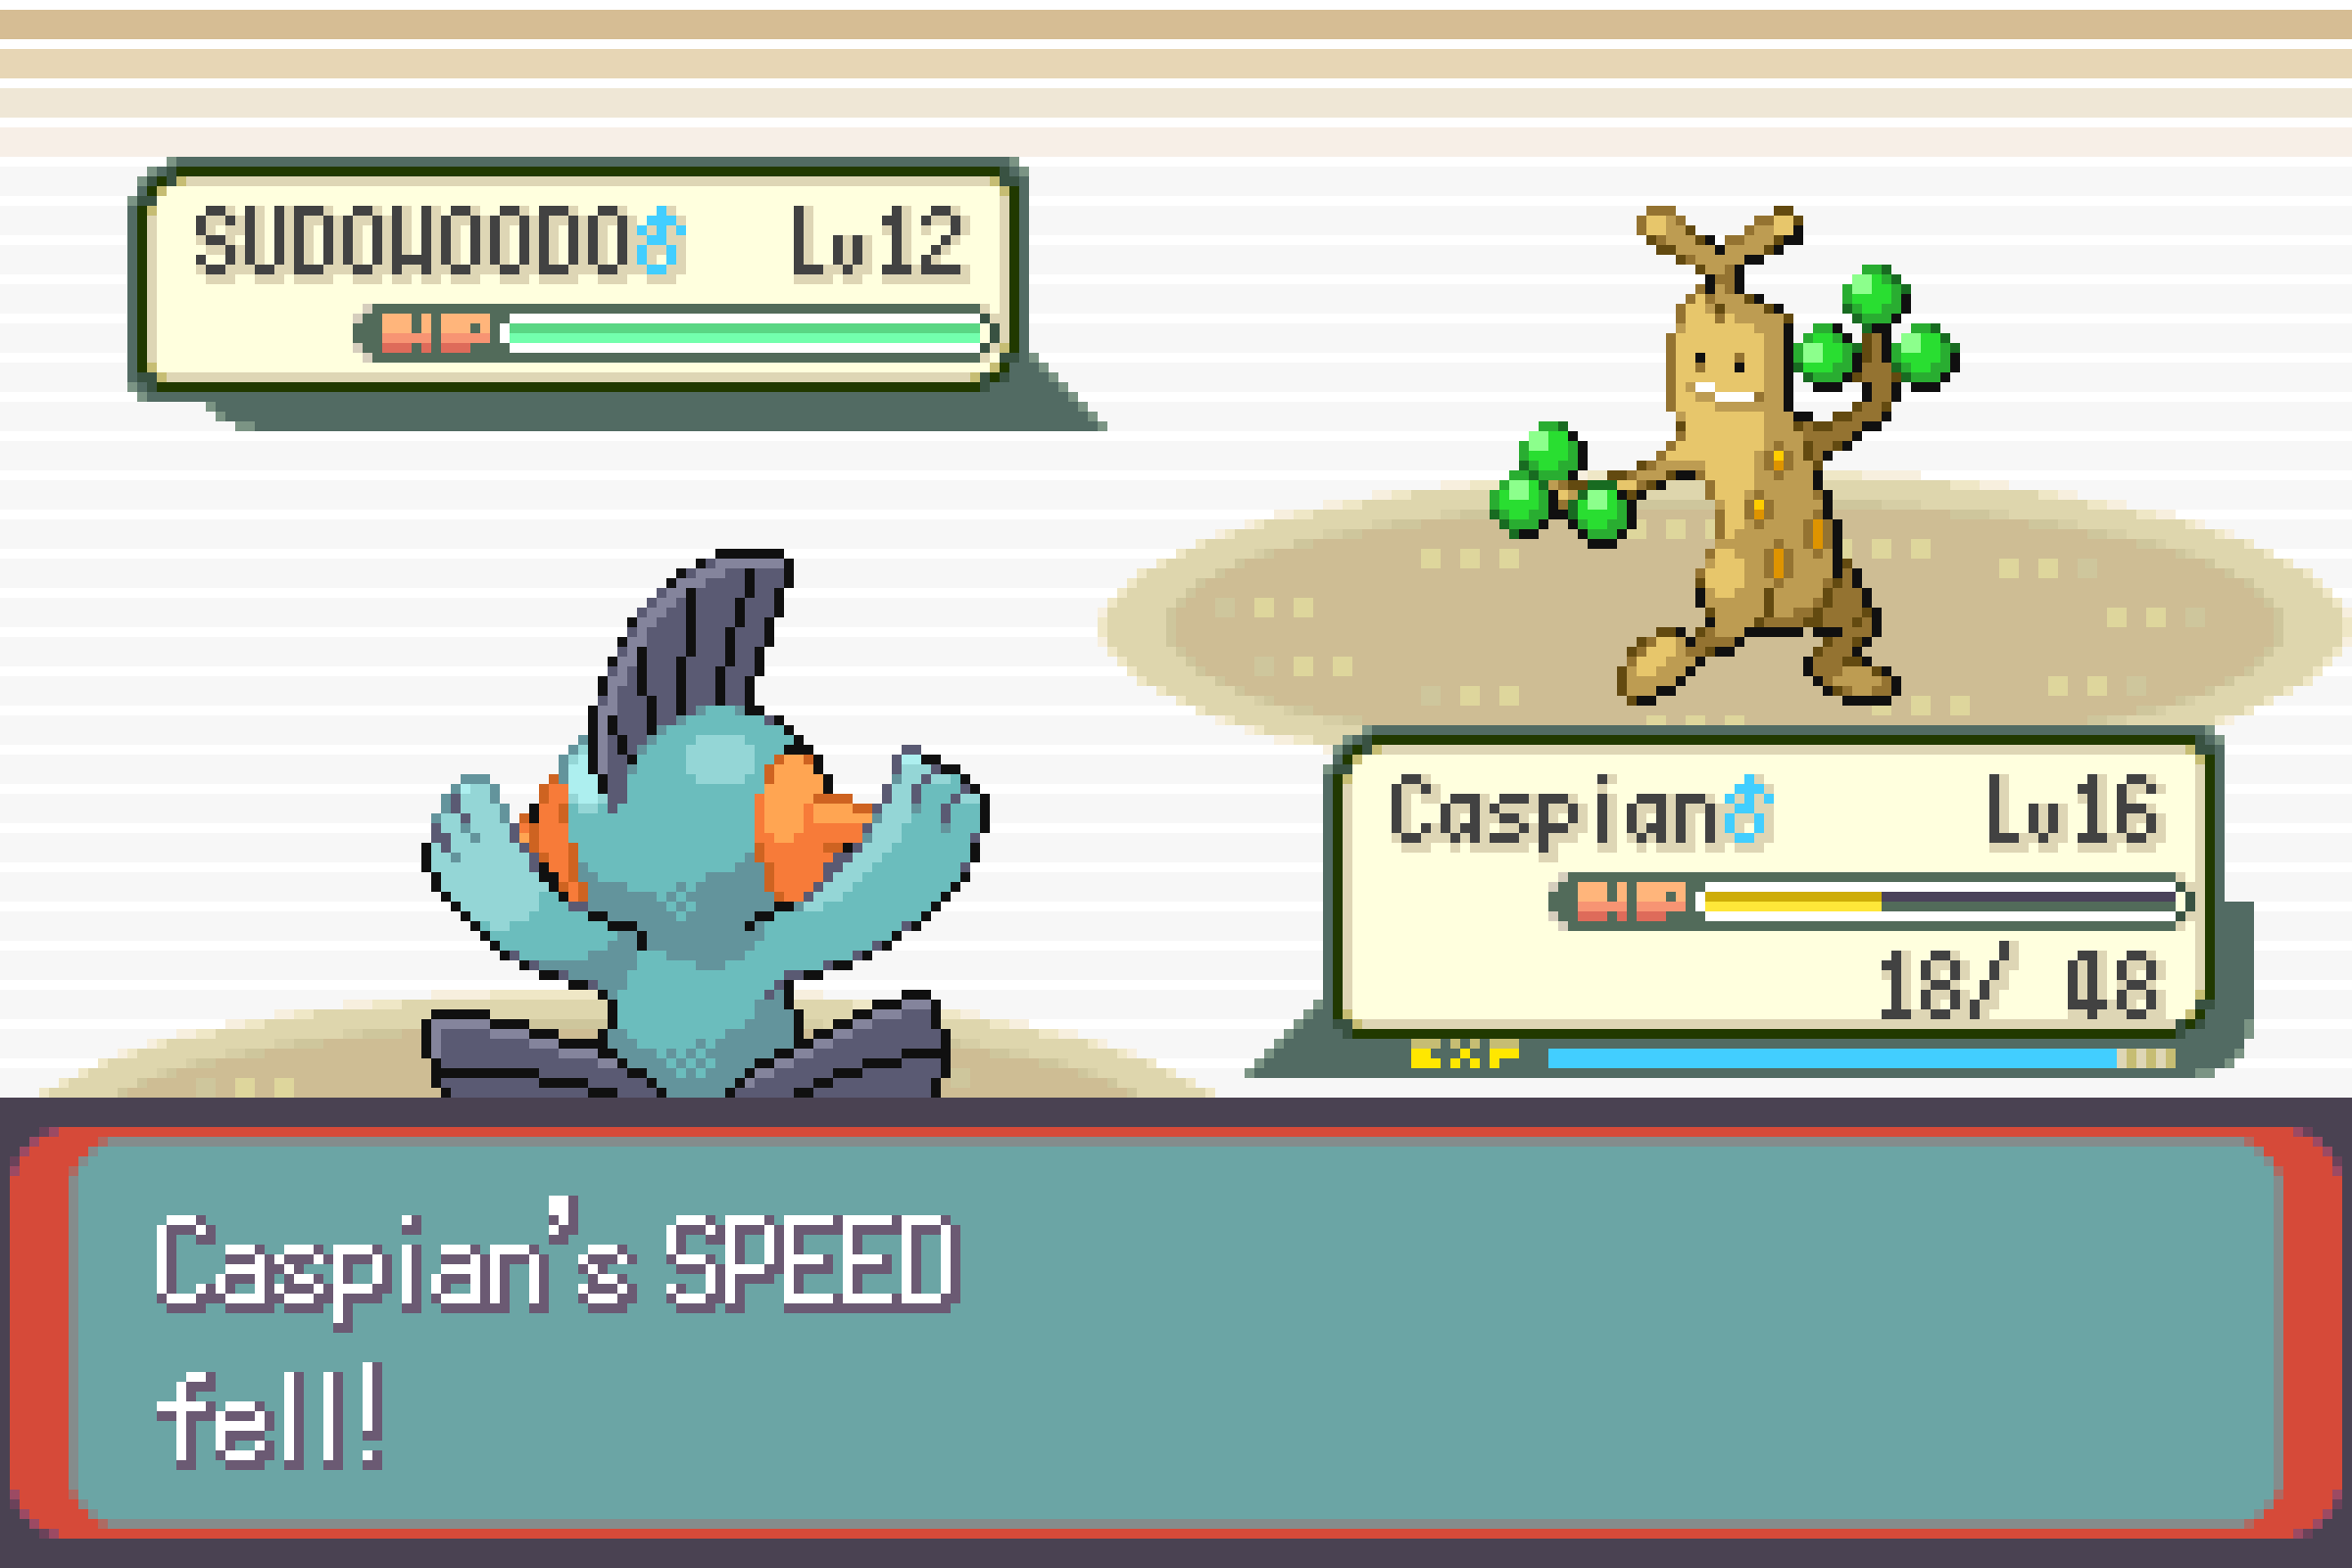 SUDOWOODO♂ Lv12
HP
Caspian♂ Lv16
HP
18/ 48
EXP
Caspian's SPEED
fell!